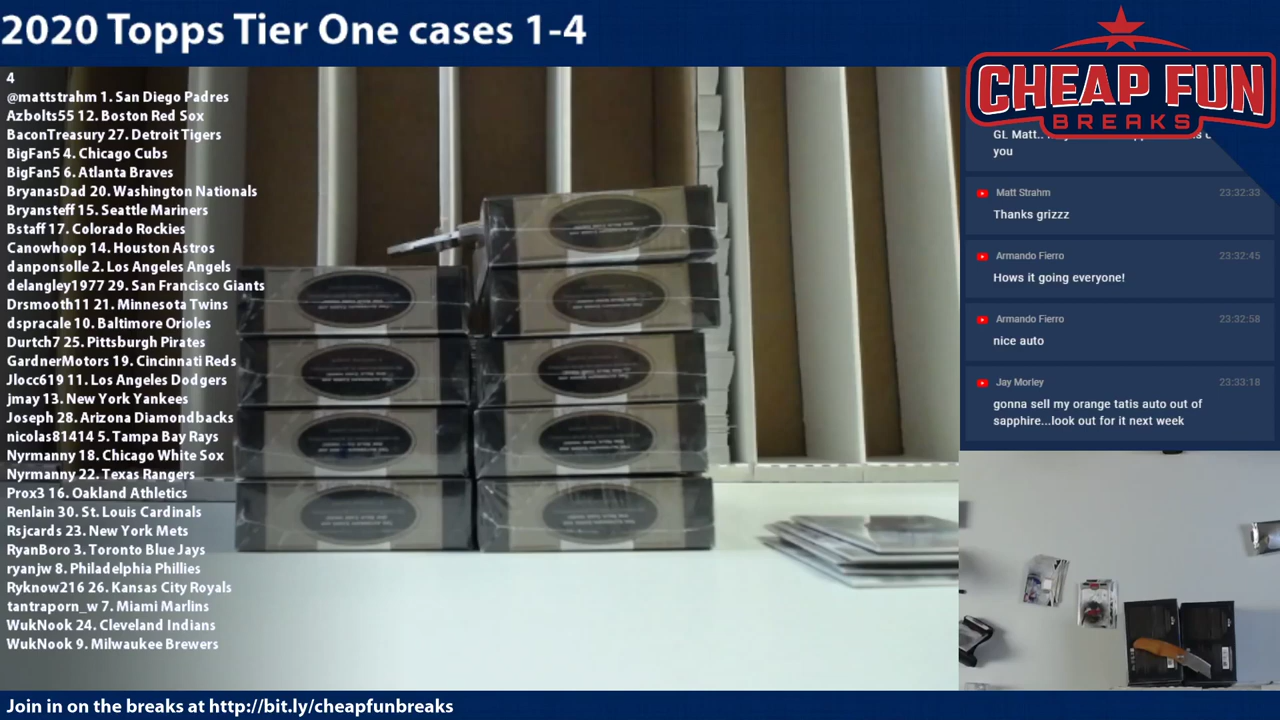 2020 Topps Tier One cases 1-4
4
@mattstrahm 1. San Diego Padres
Azbolts55 12. Boston Red Sox
BaconTreasury 27. Detroit Tigers
BigFan5 4. Chicago Cubs
BigFan5 6. Atlanta Braves
BryanasDad 20. Washington Nationals
Bryansteff 15. Seattle Mariners
Bstaff 17. Colorado Rockies
Canowhoop 14. Houston Astros
danponsolle 2. Los Angeles Angels
delangley1977 29. San Francisco Giants
Drsmooth11 21. Minnesota Twins
dspracale 10. Baltimore Orioles
Durtch7 25. Pittsburgh Pirates
GardnerMotors 19. Cincinnati Reds
Jlocc619 11. Los Angeles Dodgers
jmay 13. New York Yankees
Joseph 28. Arizona Diamondbacks
nicolas81414 5. Tampa Bay Rays
Nyrmanny 18. Chicago White Sox
Nyrmanny 22. Texas Rangers
Prox3 16. Oakland Athletics
Renlain 30. St. Louis Cardinals
Rsjcards 23. New York Mets
RyanBoro 3. Toronto Blue Jays
ryanjw 8. Philadelphia Phillies
Ryknow216 26. Kansas City Royals
tantraporn_w 7. Miami Marlins
WukNook 24. Cleveland Indians
WukNook 9. Milwaukee Brewers
CHEAP FUN
BREAKS
GL Matt..
you
Matt Strahm 23:32:33
Thanks grizzz
Armando Fierro 23:32:45
Hows it going everyone!
Armando Fierro 23:32:58
nice auto
Jay Morley 23:33:18
gonna sell my orange tatis auto out of
sapphire...look out for it next week
Join in on the breaks at http://bit.ly/cheapfunbreaks